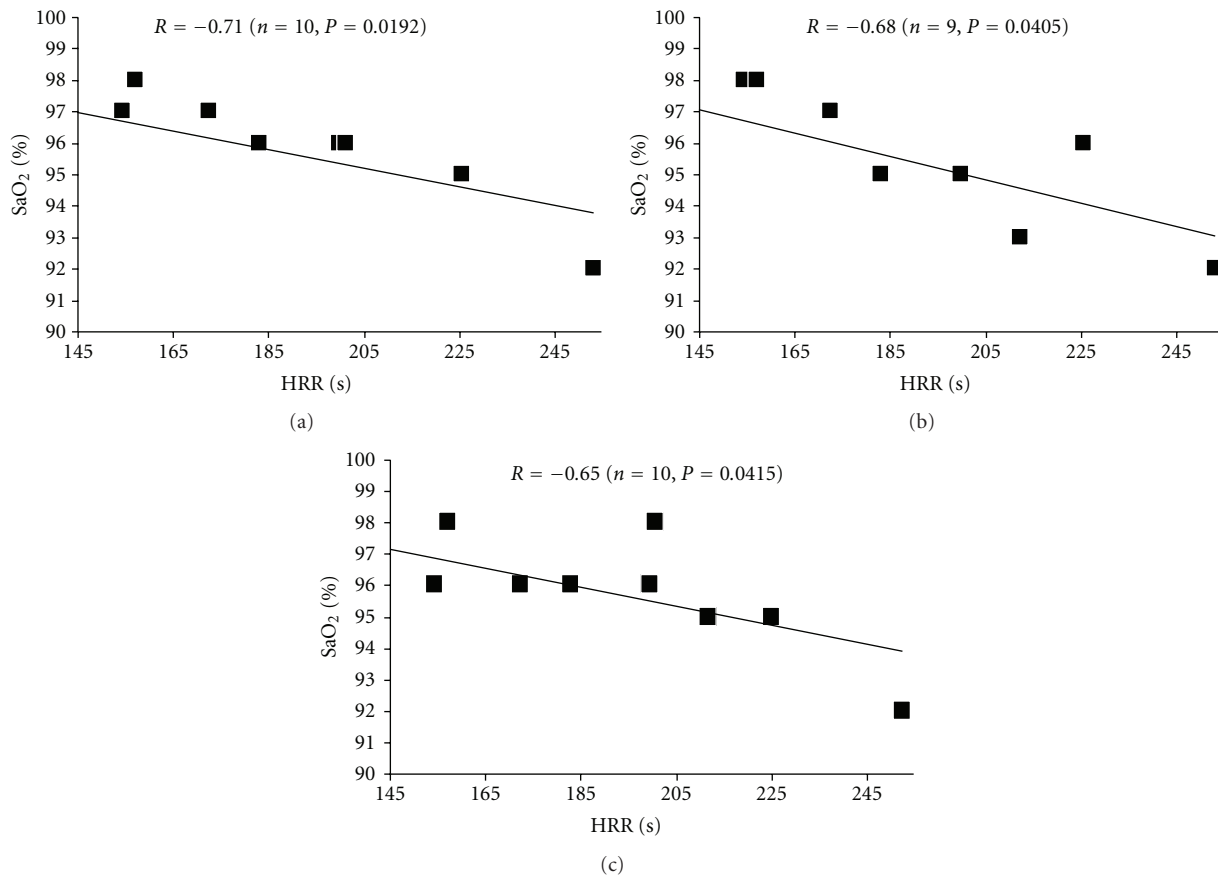 R = −0.71 (n = 10, P = 0.0192)
SaO₂ (%)
100
99
98
97
96
95
94
93
92
91
90
145 165 185 205 225 245
HRR (s)
(a)
R = −0.68 (n = 9, P = 0.0405)
SaO₂ (%)
100
99
98
97
96
95
94
93
92
91
90
145 165 185 205 225 245
HRR (s)
(b)
R = −0.65 (n = 10, P = 0.0415)
SaO₂ (%)
100
99
98
97
96
95
94
93
92
90
145 165 185 205 225 245
HRR (s)
(c)